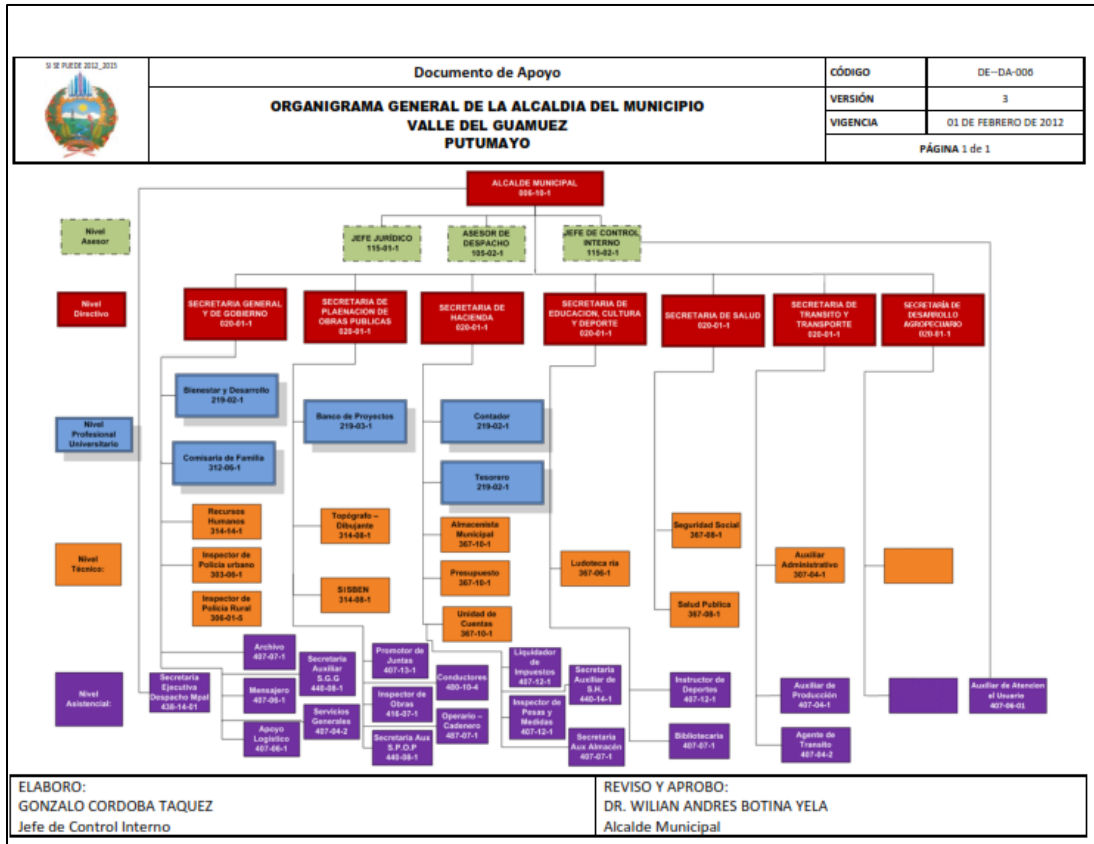 SI SE PUEDE 2012_2015
Documento de Apoyo
ORGANIGRAMA GENERAL DE LA ALCALDIA DEL MUNICIPIO
VALLE DEL GUAMUEZ
PUTUMAYO
CÓDIGO
DE--DA-006
VERSIÓN
3
VIGENCIA
01 DE FEBRERO DE 2012
PÁGINA 1 de 1
ALCALDE MUNICIPAL
006-10-1
Nivel
Asesor
JEFE JURÍDICO
115-01-1
ASESOR DE
DESPACHO
105-02-1
JEFE DE CONTROL
INTERNO
115-02-1
Nivel
Directivo
SECRETARIA GENERAL
Y DE GOBIERNO
020-01-1
SECRETARIA DE
PLAENACION DE
OBRAS PUBLICAS
020-01-1
SECRETARIA DE
HACIENDA
020-01-1
SECRETARIA DE
EDUCACION, CULTURA
Y DEPORTE
020-01-1
SECRETARIA DE SALUD
020-01-1
SECRETARIA DE
TRANSITO Y
TRANSPORTE
020-01-1
SECRETARÍA DE
DESARROLLO
AGROPECUARIO
020-01-1
Nivel
Profesional
Universitario
Bienestar y Desarrollo
219-02-1
Comisaria de Familia
312-06-1
Banco de Proyectos
219-03-1
Contador
219-02-1
Tesorero
219-02-1
Nivel
Técnico:
Recursos
Humanos
314-14-1
Inspector de
Policía urbano
303-06-1
Inspector de
Policía Rural
306-01-5
Topógrafo –
Dibujante
314-08-1
SISBEN
314-08-1
Almacenista
Municipal
367-10-1
Presupuesto
367-10-1
Unidad de
Cuentas
367-10-1
Ludoteca ría
367-06-1
Seguridad Social
367-08-1
Salud Publica
367-08-1
Auxiliar
Administrativo
307-04-1
Nivel
Asistencial:
Secretaria
Ejecutiva
Despacho Mpal
438-14-01
Archivo
407-07-1
Mensajero
407-06-1
Apoyo
Logístico
407-06-1
Secretaria
Auxiliar
S.G.G
440-08-1
Servicios
Generales
407-04-2
Promotor de
Juntas
407-13-1
Inspector de
Obras
416-07-1
Secretaria Aux
S.P.O.P
440-08-1
Conductores
480-10-4
Operario –
Cadenero
487-07-1
Liquidador
de
Impuestos
407-12-1
Inspector de
Pesas y
Medidas
407-12-1
Secretaria
Auxiliar de
S.H.
440-14-1
Secretaria
Aux Almacén
407-07-1
Instructor de
Deportes
407-12-1
Bibliotecaria
407-07-1
Auxiliar de
Producción
407-04-1
Agente de
Transito
407-04-2
Auxiliar de Atencion
el Usuario
407-06-01
ELABORO:
GONZALO CORDOBA TAQUEZ
Jefe de Control Interno
REVISO Y APROBO:
DR. WILIAN ANDRES BOTINA YELA
Alcalde Municipal